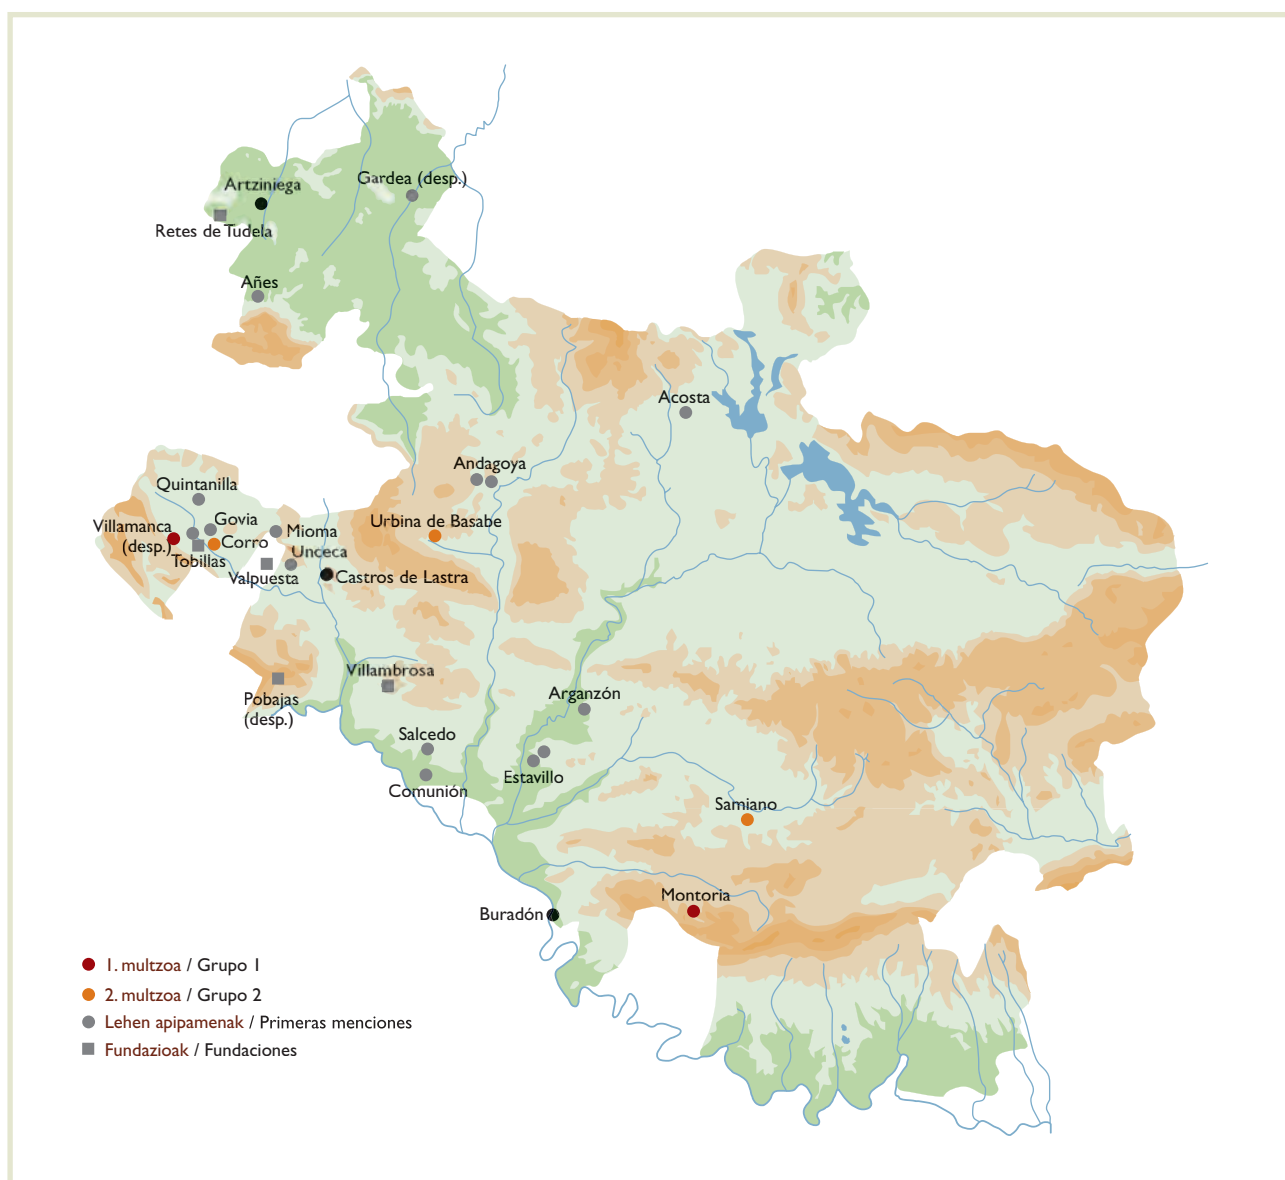 Artziniega
Gardea (desp.)
Retes de Tudela
Añes
Acosta
Andagoya
Quintanilla
Govia
Villamanca
(desp.)
Mioma
Urbina de Basabe
Corro
Unceca
Tobillas
Valpuesta
Castros de Lastra
Villambrosa
Pobajas
(desp.)
Arganzón
Salcedo
Estavillo
Comunión
Samiano
Montoria
Buradón
1. multzoa / Grupo 1
2. multzoa / Grupo 2
Lehen apipamenak / Primeras menciones
Fundazioak / Fundaciones